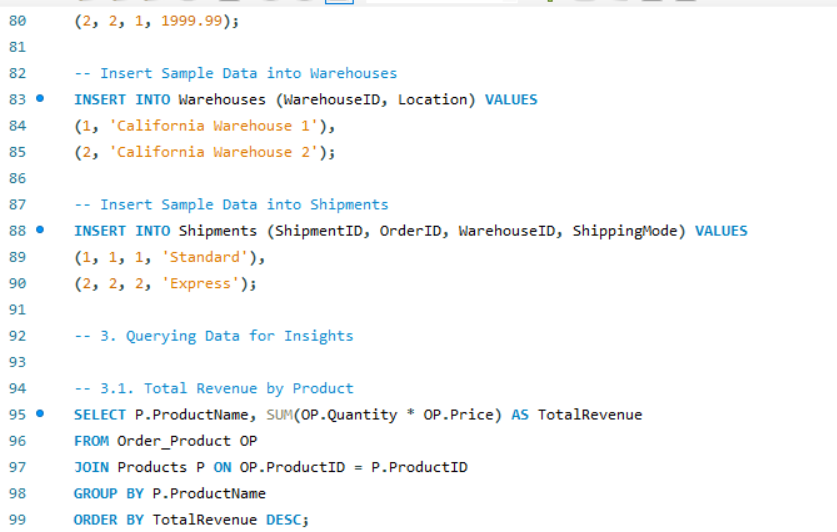 80 (2, 2, 1, 1999.99);
81
82 -- Insert Sample Data into Warehouses
83 INSERT INTO Warehouses (WarehouseID, Location) VALUES
84 (1, 'California Warehouse 1'),
85 (2, 'California Warehouse 2');
86
87 -- Insert Sample Data into Shipments
88 INSERT INTO Shipments (ShipmentID, OrderID, WarehouseID, ShippingMode) VALUES
89 (1, 1, 1, 'Standard'),
90 (2, 2, 2, 'Express');
91
92 -- 3. Querying Data for Insights
93
94 -- 3.1. Total Revenue by Product
95 SELECT P.ProductName, SUM(OP.Quantity * OP.Price) AS TotalRevenue
96 FROM Order_Product OP
97 JOIN Products P ON OP.ProductID = P.ProductID
98 GROUP BY P.ProductName
99 ORDER BY TotalRevenue DESC;